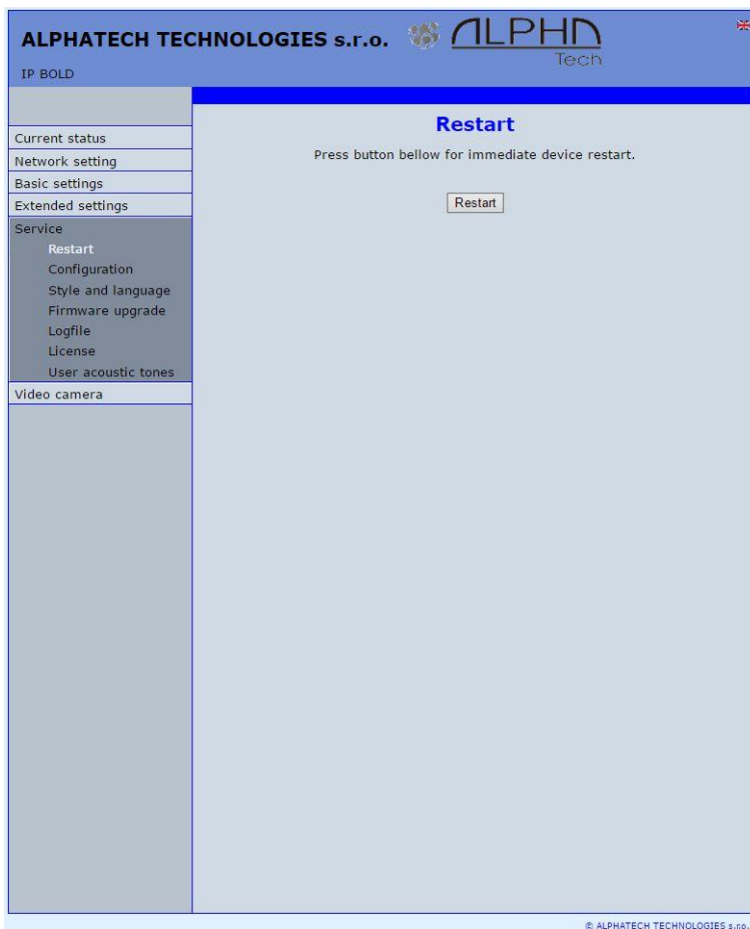 ALPHATECH TECHNOLOGIES s.r.o.
ALPHA
Tech
IP BOLD
Restart
Press button bellow for immediate device restart.
Restart
Current status
Network setting
Basic settings
Extended settings
Service
Restart
Configuration
Style and language
Firmware upgrade
Logfile
License
User acoustic tones
Video camera
© ALPHATECH TECHNOLOGIES s.r.o.